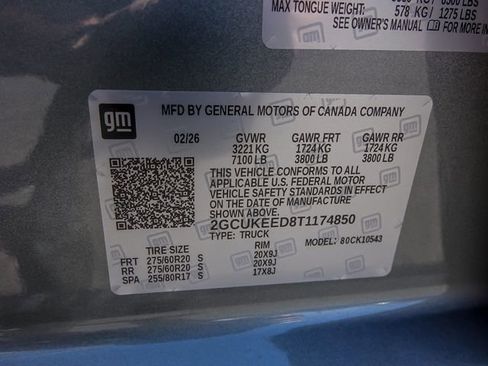 MAX TONGUE WEIGHT: 578 KG / 1275 LBS
SEE OWNER'S MANUAL FOR MORE IN
gm
MFD BY GENERAL MOTORS OF CANADA COMPANY
02/26 GVWR GAWR FRT GAWR RR
3221 KG 1724 KG 1724 KG
7100 LB 3800 LB 3800 LB
THIS VEHICLE CONFORMS TO ALL
APPLICABLE U.S. FEDERAL MOTOR
VEHICLE SAFETY STANDARDS IN EFFECT
ON THE DATE OF MANUFACTURE SHOWN ABOVE.
2GCUKEED8T1174850
TYPE: TRUCK MODEL: 80CK10543
TIRE SIZE RIM
FRT 275/60R20 S 20X9J
RR 275/60R20 S 20X9J
SPA 255/80R17 S 17X8J